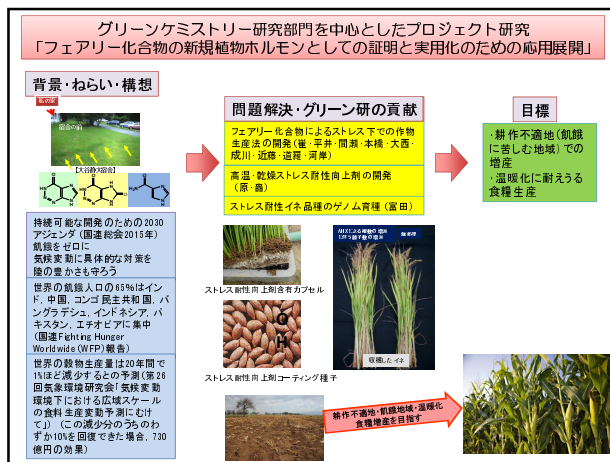 グリーンケミストリー研究部門を中心としたプロジェクト研究
「フェアリー化合物の新規植物ホルモンとしての証明と実用化のための応用展開」
背景・ねらい・構想
私の家
宿舎の前
【大谷静伏宿舎】
持続可能な開発のための2030
アジェンダ（国連総会2015年）
飢餓をゼロに
気候変動に具体的な対策を
陸の豊かさも守ろう
世界の飢餓人口の65%はイン
ド、中国、コンゴ民主共和国、バ
ングラデシュ、インドネシア、パ
キスタン、エチオピアに集中
（国連Fighting Hunger
Worldwide（WFP）報告）
世界の穀物生産量は20年間で
1%ほど減少するとの予測（第26
回気象環境研究会「気候変動
環境下における広域スケール
の食料生産変動予測にむけ
て」）（この減少分のうちのわ
ずか10%を回復できた場合、730
億円の効果）
問題解決・グリーン研の貢献
フェアリー化合物によるストレス下での作物
生産法の開発（崔・平井・間瀬・本橋・大西・
成川・近藤・道羅・河岸）
高温・乾燥ストレス耐性向上剤の開発
（原・轟）
ストレス耐性イネ品種のゲノム育種（富田）
ストレス耐性向上剤含有カプセル
O
H
ストレス耐性向上剤コーティング種子
収穫したイネ
目標
・耕作不適地（飢餓
に苦しむ地域）での
増産
・温暖化に耐えうる
食糧生産
耕作不適地・飢餓地域・温暖化
食糧増産を目指す